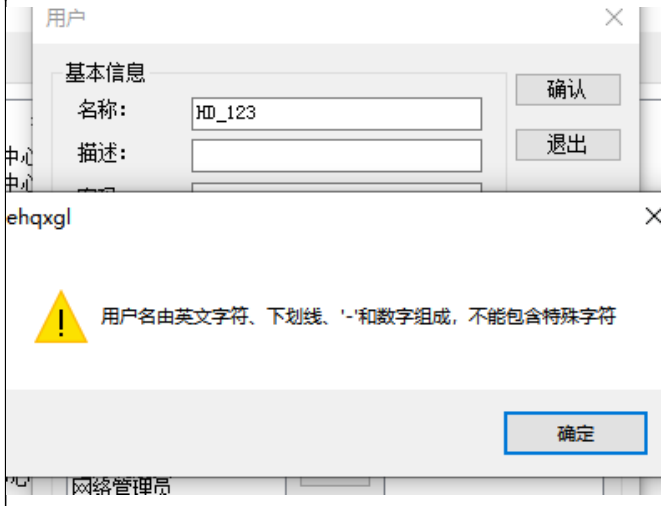 用户
基本信息
确认
名称：
HD_123
退出
描述：
中心
中心
ehqxgl
用户名由英文字符、下划线、'-'和数字组成，不能包含特殊字符
确定
网络管理员